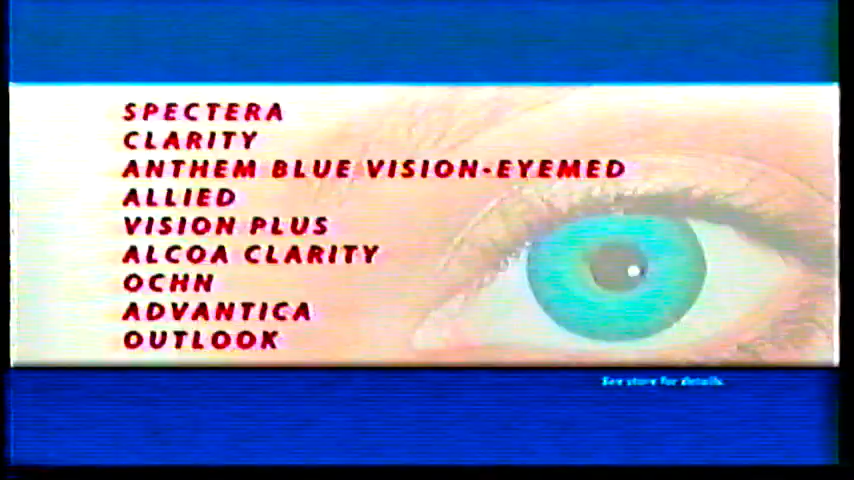 SPECTERA
CLARITY
ANTHEM BLUE VISION-EYEMED
ALLIED
VISION PLUS
ALCOA CLARITY
OCHN
ADVANTICA
OUTLOOK
See store for details.